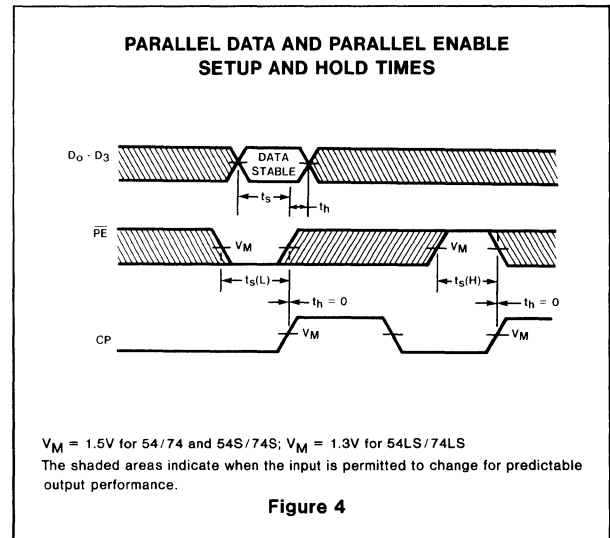 PARALLEL DATA AND PARALLEL ENABLE
SETUP AND HOLD TIMES
D0 - D3
DATA
STABLE
ts
th
PE
VM
VM
ts(L)
ts(H)
th = 0
th = 0
CP
VM
VM
VM = 1.5V for 54/74 and 54S/74S; VM = 1.3V for 54LS/74LS
The shaded areas indicate when the input is permitted to change for predictable
output performance.
Figure 4